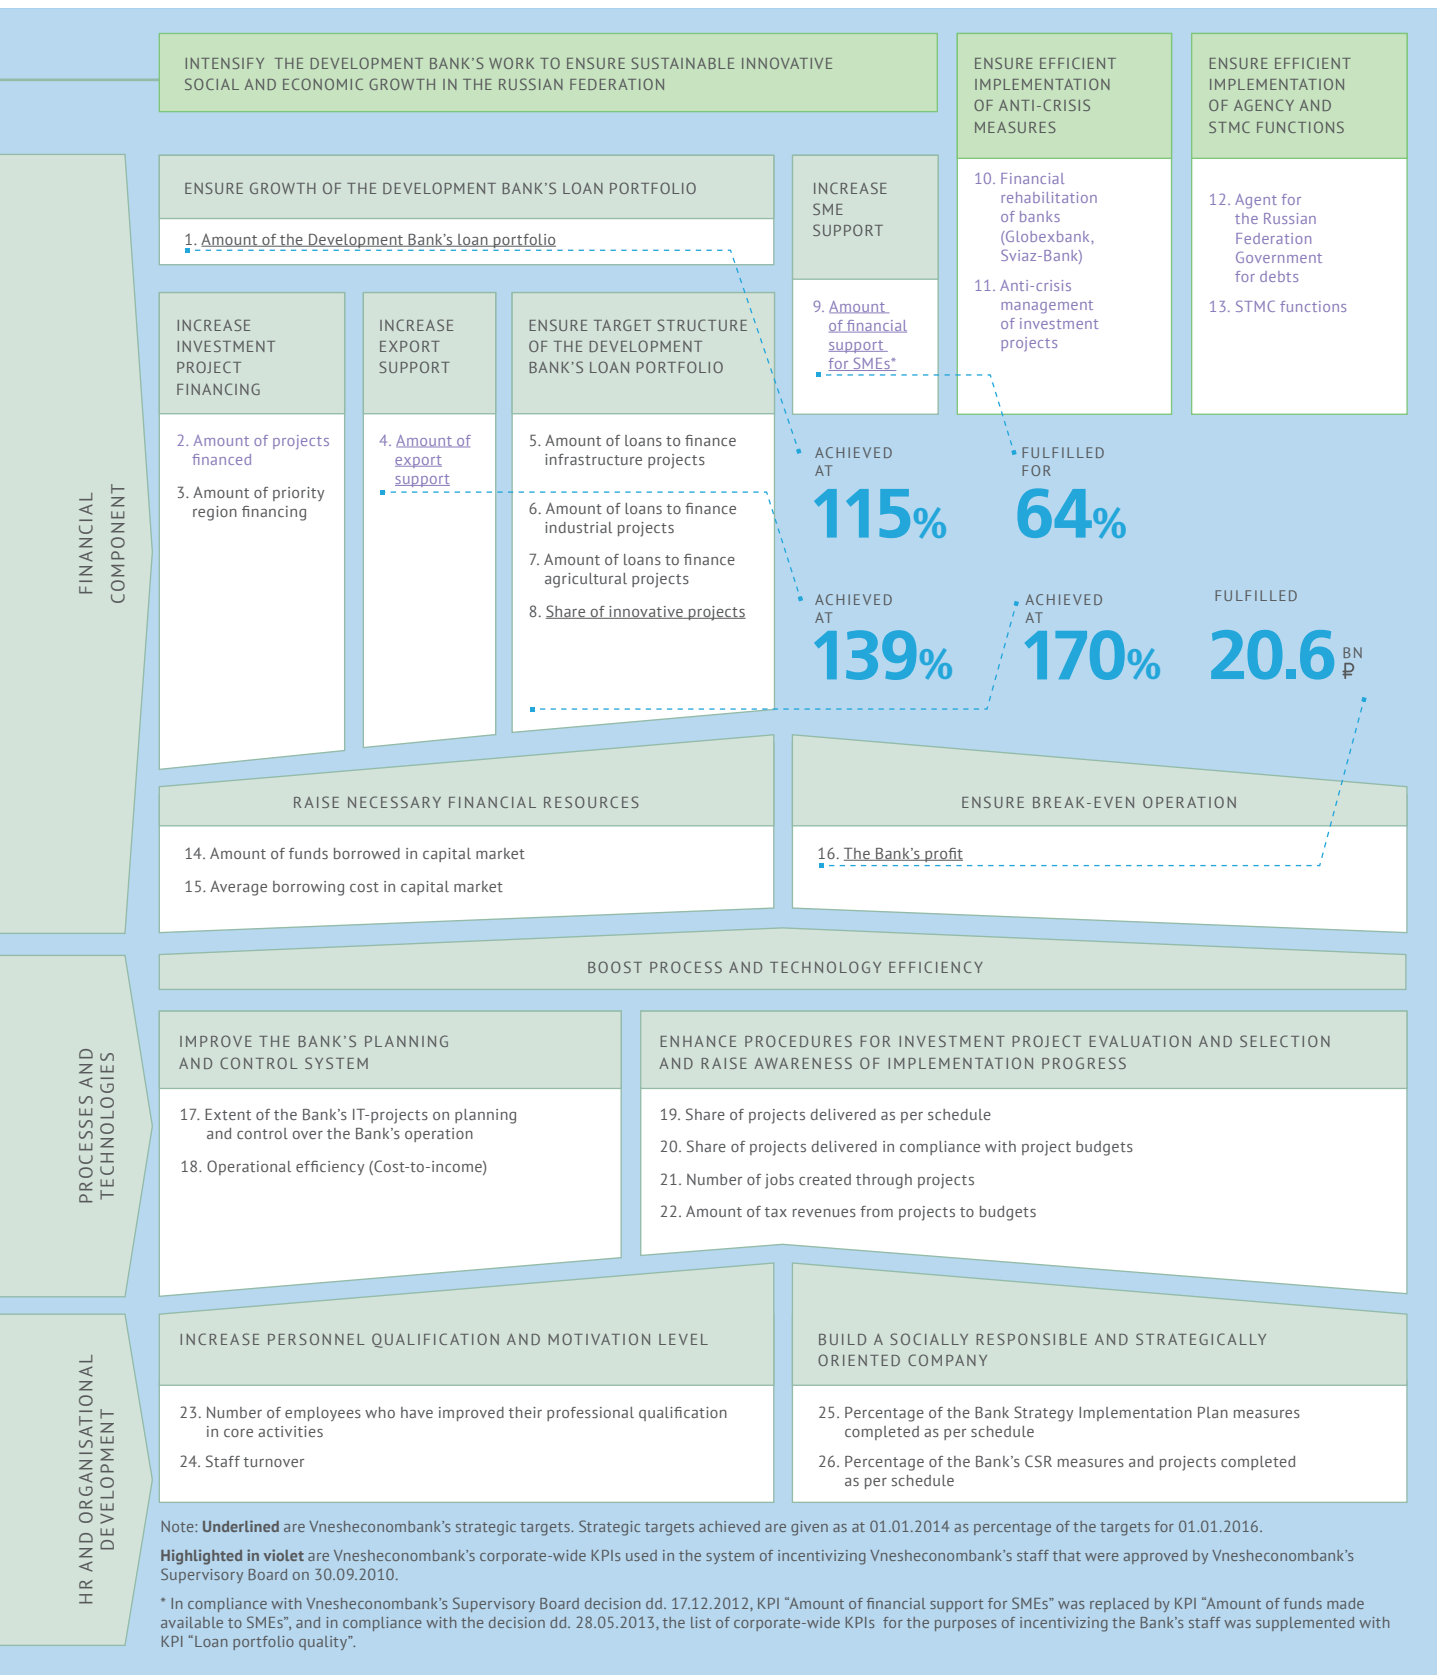 INTENSIFY THE DEVELOPMENT BANK'S WORK TO ENSURE SUSTAINABLE INNOVATIVE
SOCIAL AND ECONOMIC GROWTH IN THE RUSSIAN FEDERATION
ENSURE EFFICIENT
IMPLEMENTATION
OF ANTI-CRISIS
MEASURES
ENSURE EFFICIENT
IMPLEMENTATION
OF AGENCY AND
STMC FUNCTIONS
FINANCIAL
COMPONENT
ENSURE GROWTH OF THE DEVELOPMENT BANK'S LOAN PORTFOLIO
1. Amount of the Development Bank's loan portfolio
INCREASE
SME
SUPPORT
9. Amount
of financial
support
for SMEs*
10. Financial
rehabilitation
of banks
(Globexbank,
Sviaz-Bank)
11. Anti-crisis
management
of investment
projects
12. Agent for
the Russian
Federation
Government
for debts
13. STMC functions
INCREASE
INVESTMENT
PROJECT
FINANCING
2. Amount of projects
financed
3. Amount of priority
region financing
INCREASE
EXPORT
SUPPORT
4. Amount of
export
support
ENSURE TARGET STRUCTURE
OF THE DEVELOPMENT
BANK'S LOAN PORTFOLIO
5. Amount of loans to finance
infrastructure projects
6. Amount of loans to finance
industrial projects
7. Amount of loans to finance
agricultural projects
8. Share of innovative projects
ACHIEVED
AT
115%
FULFILLED
FOR
64%
ACHIEVED
AT
139%
ACHIEVED
AT
170%
FULFILLED
20.6 BN
₽
RAISE NECESSARY FINANCIAL RESOURCES
14. Amount of funds borrowed in capital market
15. Average borrowing cost in capital market
ENSURE BREAK-EVEN OPERATION
16. The Bank's profit
PROCESSES AND
TECHNOLOGIES
BOOST PROCESS AND TECHNOLOGY EFFICIENCY
IMPROVE THE BANK'S PLANNING
AND CONTROL SYSTEM
17. Extent of the Bank's IT-projects on planning
and control over the Bank's operation
18. Operational efficiency (Cost-to-income)
ENHANCE PROCEDURES FOR INVESTMENT PROJECT EVALUATION AND SELECTION
AND RAISE AWARENESS OF IMPLEMENTATION PROGRESS
19. Share of projects delivered as per schedule
20. Share of projects delivered in compliance with project budgets
21. Number of jobs created through projects
22. Amount of tax revenues from projects to budgets
HR AND ORGANISATIONAL
DEVELOPMENT
INCREASE PERSONNEL QUALIFICATION AND MOTIVATION LEVEL
23. Number of employees who have improved their professional qualification
in core activities
24. Staff turnover
BUILD A SOCIALLY RESPONSIBLE AND STRATEGICALLY
ORIENTED COMPANY
25. Percentage of the Bank Strategy Implementation Plan measures
completed as per schedule
26. Percentage of the Bank's CSR measures and projects completed
as per schedule
Note: Underlined are Vnesheconombank's strategic targets. Strategic targets achieved are given as at 01.01.2014 as percentage of the targets for 01.01.2016.
Highlighted in violet are Vnesheconombank's corporate-wide KPIs used in the system of incentivizing Vnesheconombank's staff that were approved by Vnesheconombank's
Supervisory Board on 30.09.2010.
* In compliance with Vnesheconombank's Supervisory Board decision dd. 17.12.2012, KPI "Amount of financial support for SMEs" was replaced by KPI "Amount of funds made
available to SMEs", and in compliance with the decision dd. 28.05.2013, the list of corporate-wide KPIs for the purposes of incentivizing the Bank's staff was supplemented with
KPI "Loan portfolio quality".